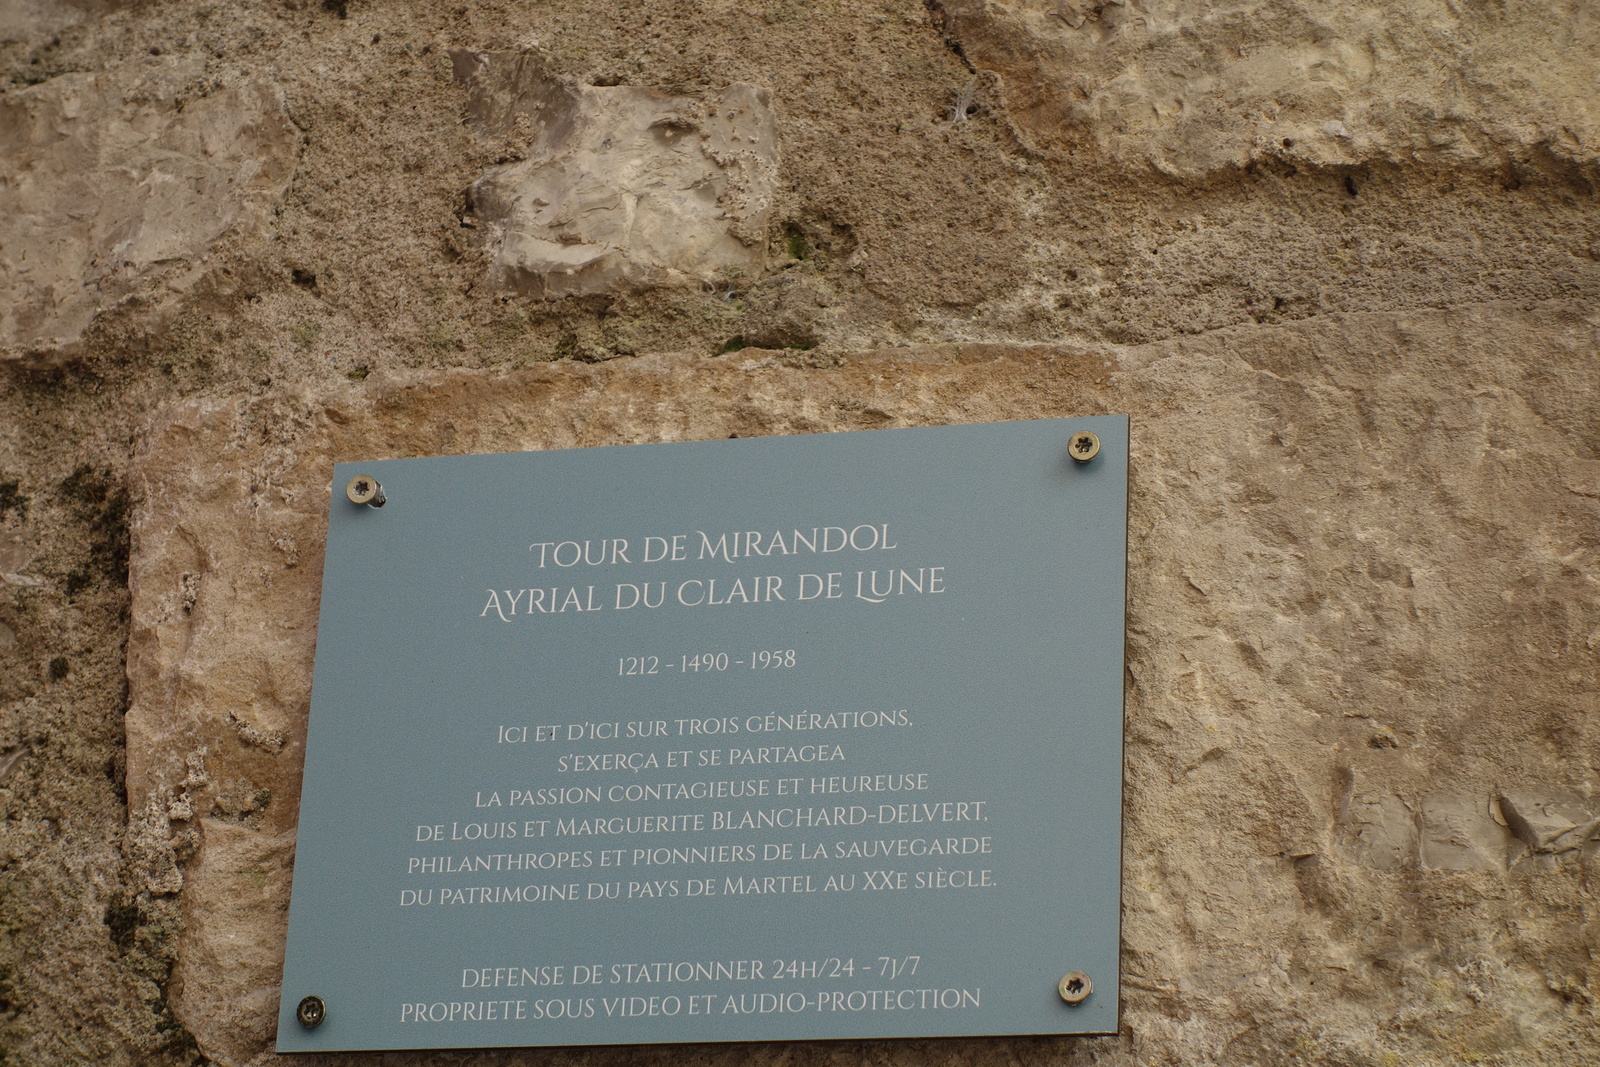 TOUR DE MIRANDOL
AYRIAL DU CLAIR DE LUNE
1212 - 1490 - 1958
ICI ET D'ICI SUR TROIS GÉNÉRATIONS,
S'EXERÇA ET SE PARTAGEA
LA PASSION CONTAGIEUSE ET HEUREUSE
DE LOUIS ET MARGUERITE BLANCHARD-DELVERT,
PHILANTHROPES ET PIONNIERS DE LA SAUVEGARDE
DU PATRIMOINE DU PAYS DE MARTEL AU XXE SIÈCLE.
DEFENSE DE STATIONNER 24H/24 - 7J/7
PROPRIETE SOUS VIDEO ET AUDIO-PROTECTION